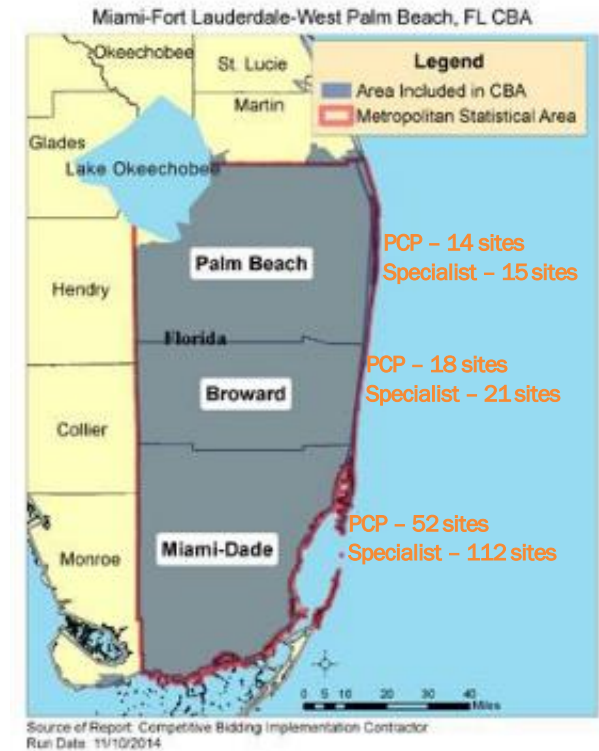 Miami-Fort Lauderdale-West Palm Beach, FL CBA
Okeechobee
St. Lucie
Legend
Area Included in CBA
Metropolitan Statistical Area
Martin
Glades
Lake Okeechobee
PCP – 14 sites
Palm Beach
Specialist – 15 sites
Hendry
Florida
PCP – 18 sites
Broward
Specialist – 21 sites
Collier
PCP – 52 sites
Miami-Dade
Specialist – 112 sites
Monroe
0 5 10 20 30 40
Miles
Source of Report: Competitive Bidding Implementation Contractor
Run Date: 11/10/2014